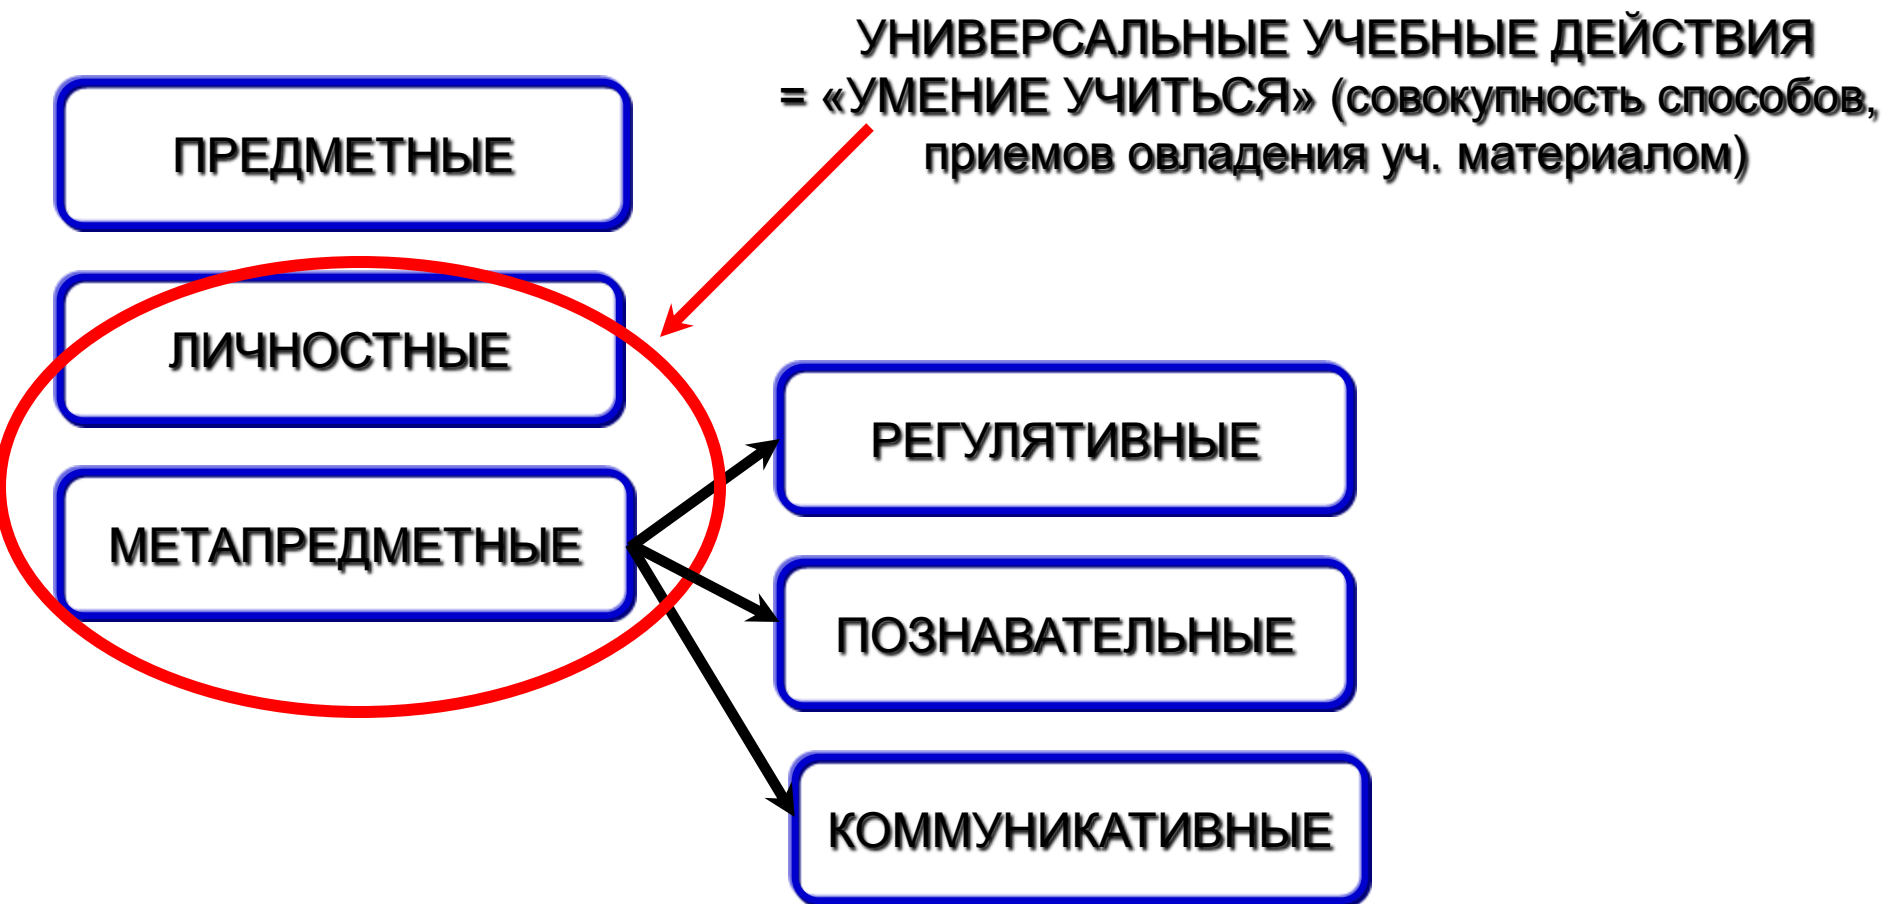 УНИВЕРСАЛЬНЫЕ УЧЕБНЫЕ ДЕЙСТВИЯ
= «УМЕНИЕ УЧИТЬСЯ» (совокупность способов,
приемов овладения уч. материалом)
ПРЕДМЕТНЫЕ
ЛИЧНОСТНЫЕ
МЕТАПРЕДМЕТНЫЕ
РЕГУЛЯТИВНЫЕ
ПОЗНАВАТЕЛЬНЫЕ
КОММУНИКАТИВНЫЕ